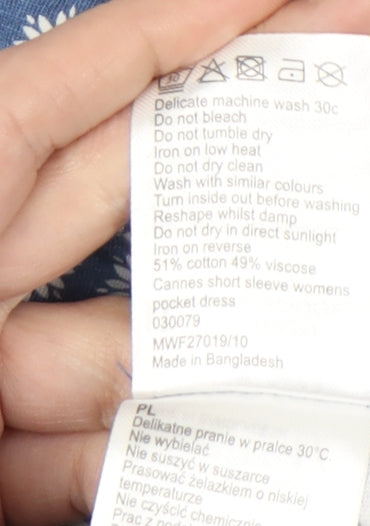 30
Delicate machine wash 30c
Do not bleach
Do not tumble dry
Iron on low heat
Do not dry clean
Wash with similar colours
Turn inside out before washing
Reshape whilst damp
Do not dry in direct sunlight
Iron on reverse
51% cotton 49% viscose
Cannes short sleeve womens
pocket dress
030079
MWF27019/10
Made in Bangladesh
PL
Delikatne pranie w pralce 30°C.
Nie wybielać
Nie suszyć w suszarce
Prasować żelazkiem o niskiej
temperaturze
Nie czyścić chemicznie